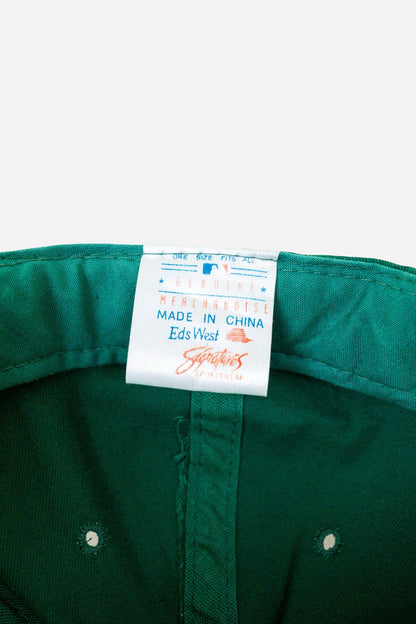 ONE SIZE FITS ALL
GENUINE
MERCHANDISE
MADE IN CHINA
Eds West
Signatures
SPORTSWEAR